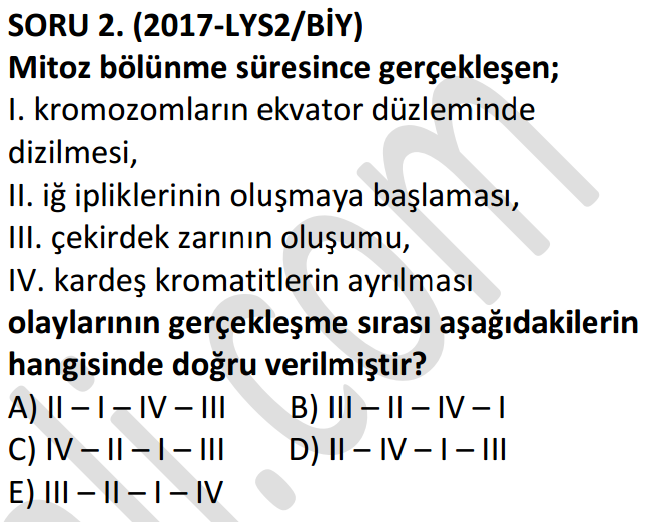 SORU 2. (2017-LYS2/BİY)
Mitoz bölünme süresince gerçekleşen;
I. kromozomların ekvator düzleminde
dizilmesi,
II. iğ ipliklerinin oluşmaya başlaması,
III. çekirdek zarının oluşumu,
IV. kardeş kromatitlerin ayrılması
olaylarının gerçekleşme sırası aşağıdakilerin
hangisinde doğru verilmiştir?
A) II – I – IV – III B) III – II – IV – I
C) IV – II – I – III D) II – IV – I – III
E) III – II – I – IV